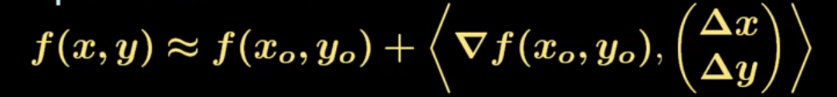 f(x, y) ≈ f(xₒ, yₒ) + ⟨∇f(xₒ, yₒ), (Δx Δy)⟩